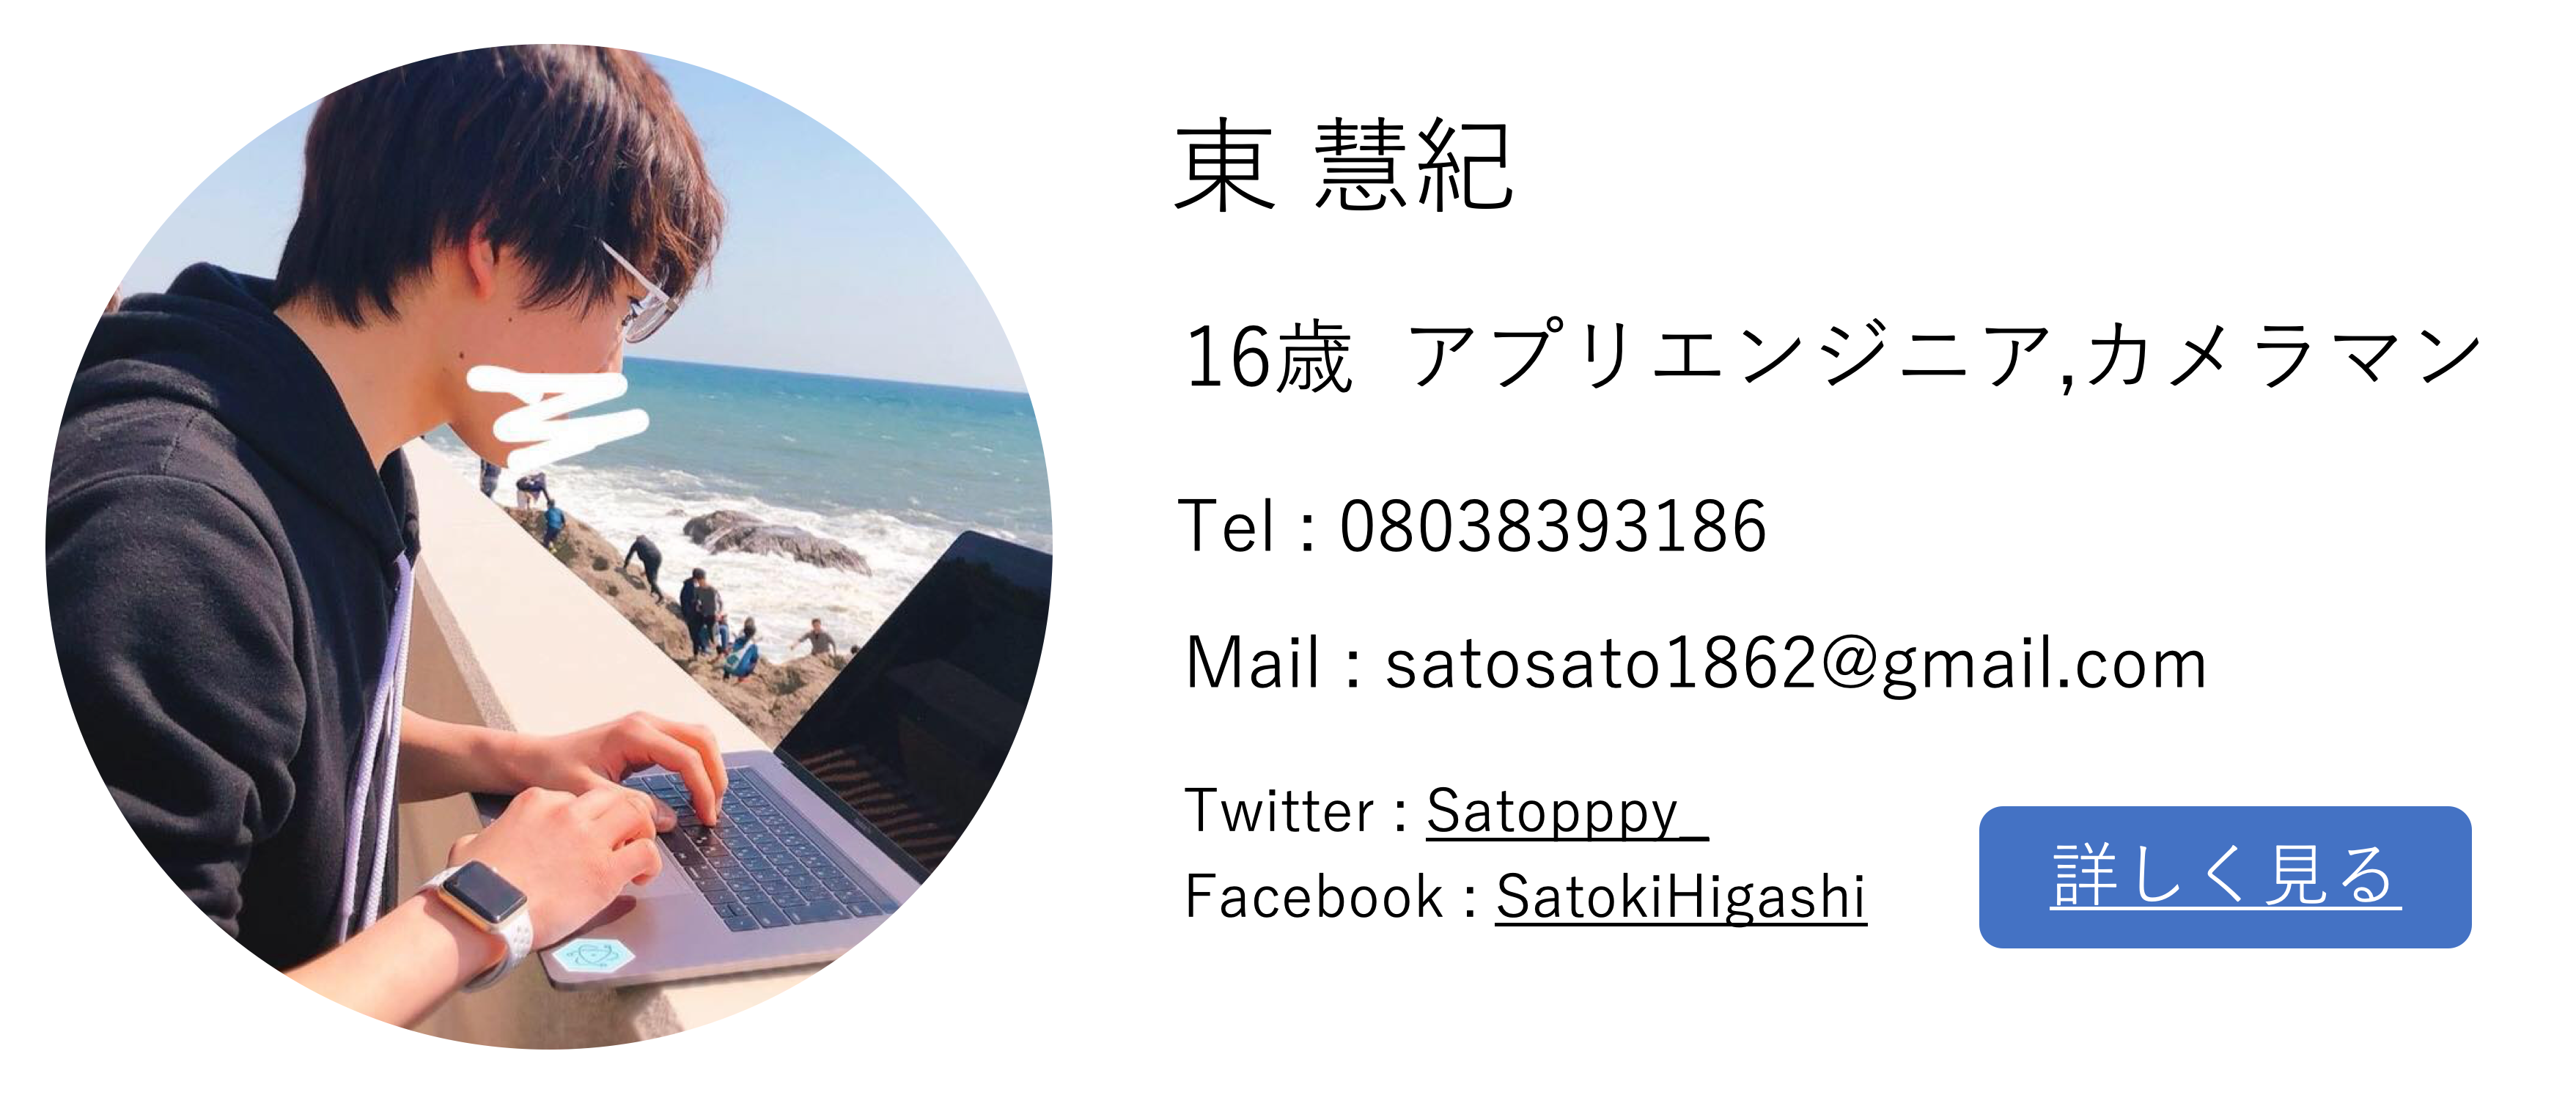 東 慧紀
16歳 アプリエンジニア,カメラマン
Tel : 08038393186
Mail : satosato1862@gmail.com
Twitter : Satopppy_
Facebook : SatokiHigashi
詳しく見る